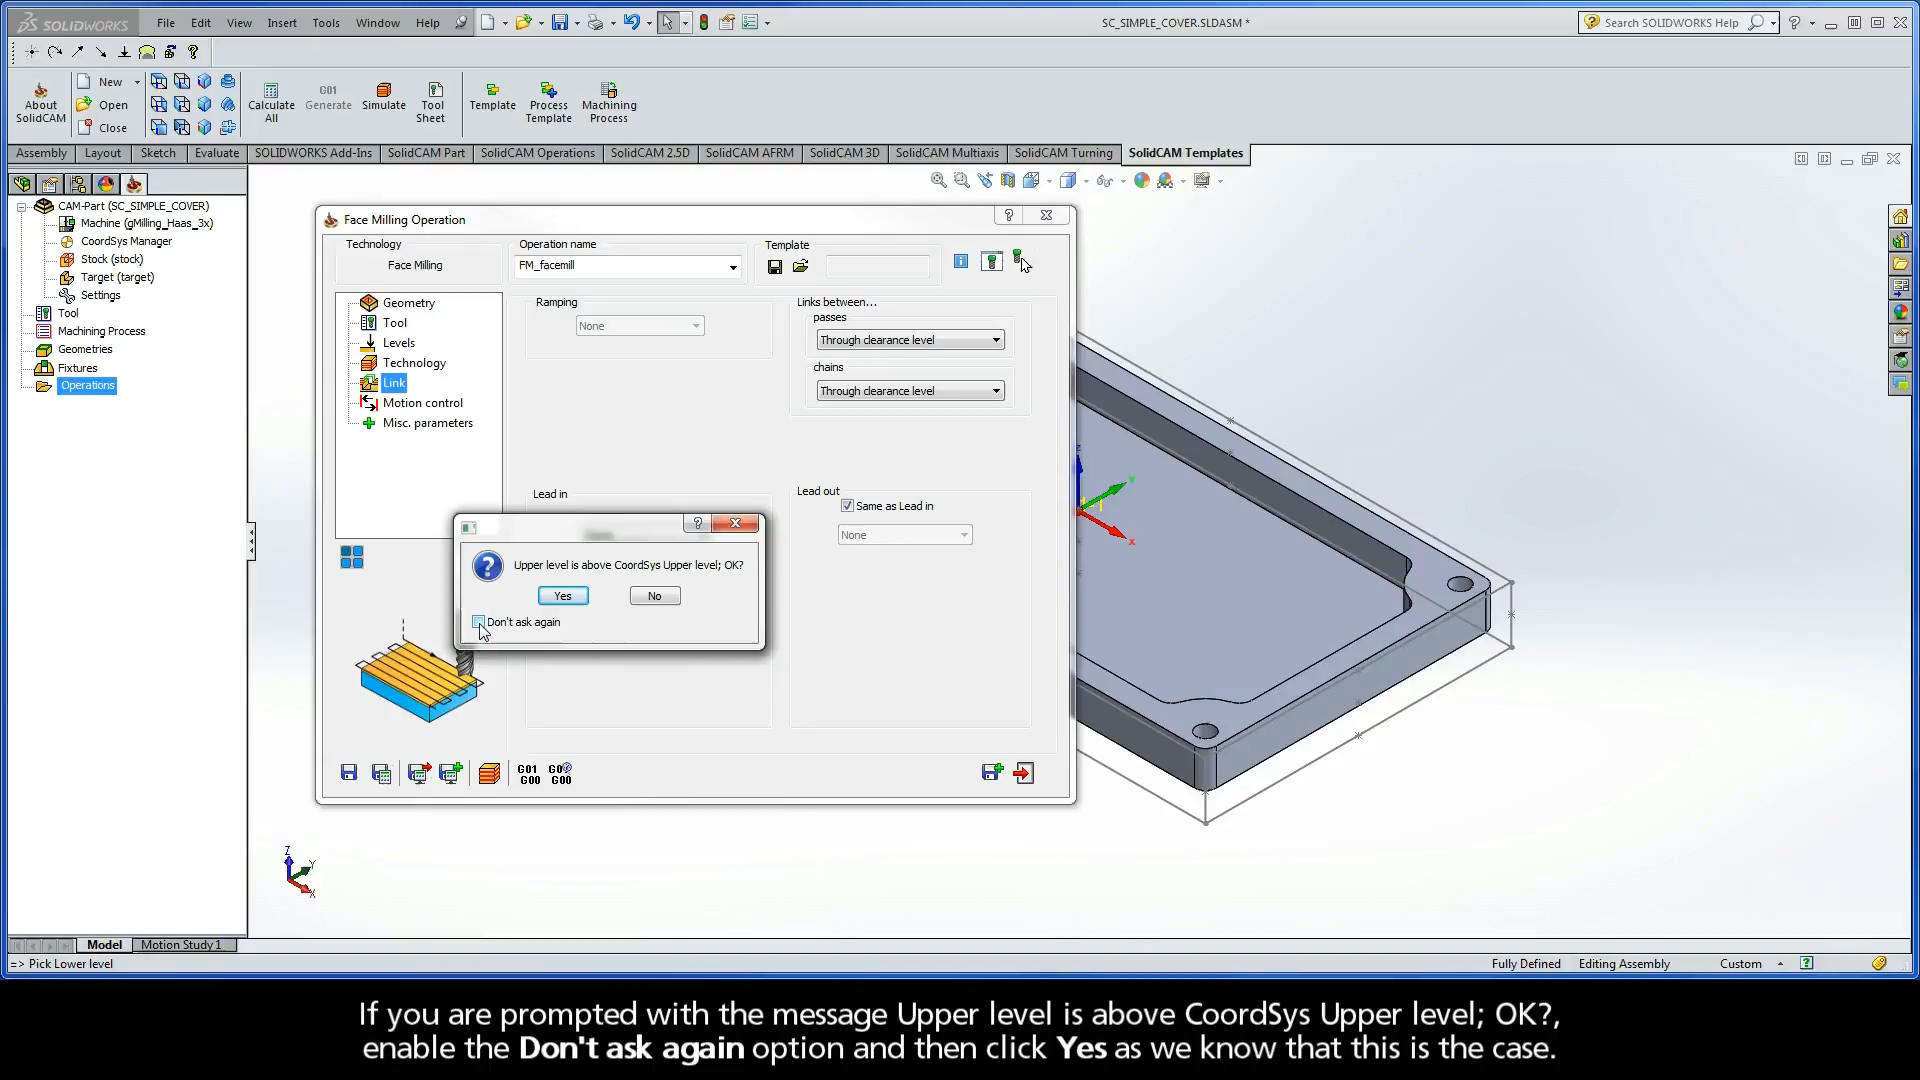 SOLIDWORKS File Edit View Insert Tools Window Help SC_SIMPLE_COVER.SLDASM * Search SOLIDWORKS Help
About SolidCAM New Open Close Calculate All G01 Generate Simulate Tool Sheet Template Process Template Machining Process
Assembly Layout Sketch Evaluate SOLIDWORKS Add-Ins SolidCAM Part SolidCAM Operations SolidCAM 2.5D SolidCAM AFRM SolidCAM 3D SolidCAM Multiaxis SolidCAM Turning SolidCAM Templates
CAM-Part (SC_SIMPLE_COVER)
Machine (gMilling_Haas_3x)
CoordSys Manager
Stock (stock)
Target (target)
Settings
Tool
Machining Process
Geometries
Fixtures
Operations
Face Milling Operation
Technology Operation name Template
Face Milling FM_facemill
Geometry
Tool
Levels
Technology
Link
Motion control
Misc. parameters
Ramping
None
Links between...
passes
Through clearance level
chains
Through clearance level
Lead in
Lead out
Same as Lead in
None
Upper level is above CoordSys Upper level; OK?
Yes No
Don't ask again
G01 G00
G00
Z
Y
X
z
Y
x
Model Motion Study 1
=> Pick Lower level Fully Defined Editing Assembly Custom
If you are prompted with the message Upper level is above CoordSys Upper level; OK?,
enable the Don't ask again option and then click Yes as we know that this is the case.